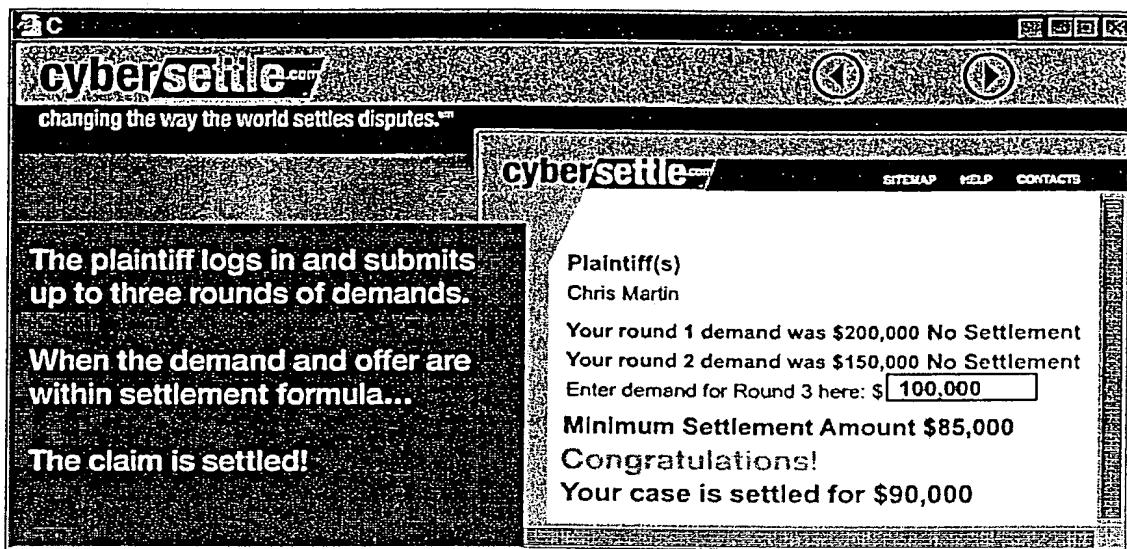 C
cybersettle.com
changing the way the world settles disputes.℠
cybersettle.com
SITEMAP HELP CONTACTS
The plaintiff logs in and submits
up to three rounds of demands.
When the demand and offer are
within settlement formula...
The claim is settled!
Plaintiff(s)
Chris Martin
Your round 1 demand was $200,000 No Settlement
Your round 2 demand was $150,000 No Settlement
Enter demand for Round 3 here: $ 100,000
Minimum Settlement Amount $85,000
Congratulations!
Your case is settled for $90,000